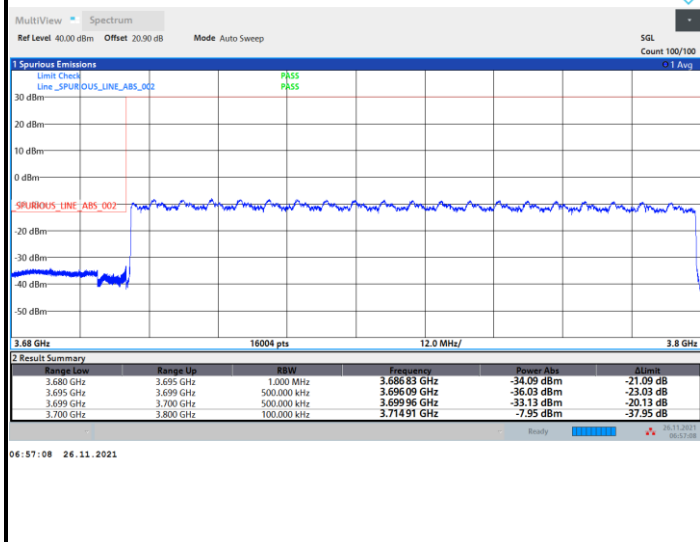 MultiView Spectrum
Ref Level 40.00 dBm Offset 20.90 dB Mode Auto Sweep SGL
Count 100/100
1 Spurious Emissions 1 Avg
Limit Check PASS
Line _SPURIOUS_LINE_ABS_002 PASS
30 dBm
20 dBm
10 dBm
0 dBm
_SPURIOUS_LINE_ABS_002
-20 dBm
-30 dBm
-40 dBm
-50 dBm
3.68 GHz 16004 pts 12.0 MHz/ 3.8 GHz
2 Result Summary
Range Low Range Up RBW Frequency Power Abs ΔLimit
3.680 GHz 3.695 GHz 1.000 MHz 3.686 83 GHz -34.09 dBm -21.09 dB
3.695 GHz 3.699 GHz 500.000 kHz 3.696 09 GHz -36.03 dBm -23.03 dB
3.699 GHz 3.700 GHz 500.000 kHz 3.699 96 GHz -33.13 dBm -20.13 dB
3.700 GHz 3.800 GHz 100.000 kHz 3.714 91 GHz -7.95 dBm -37.95 dB
Ready 26.11.2021
06:57:08
06:57:08 26.11.2021